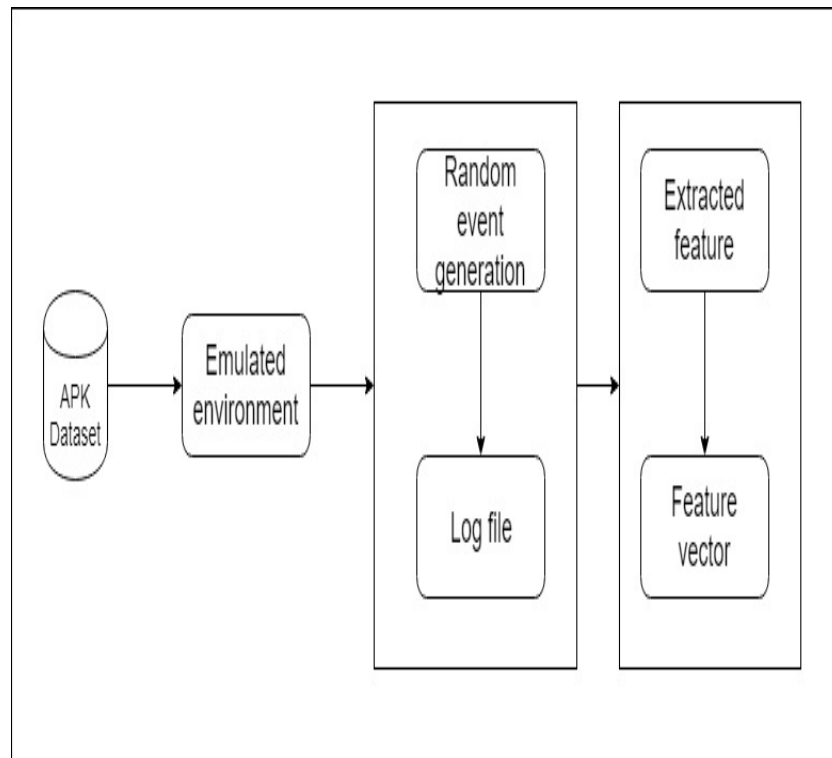 APK
Dataset
Emulated
environment
Random
event
generation
Log file
Extracted
feature
Feature
vector